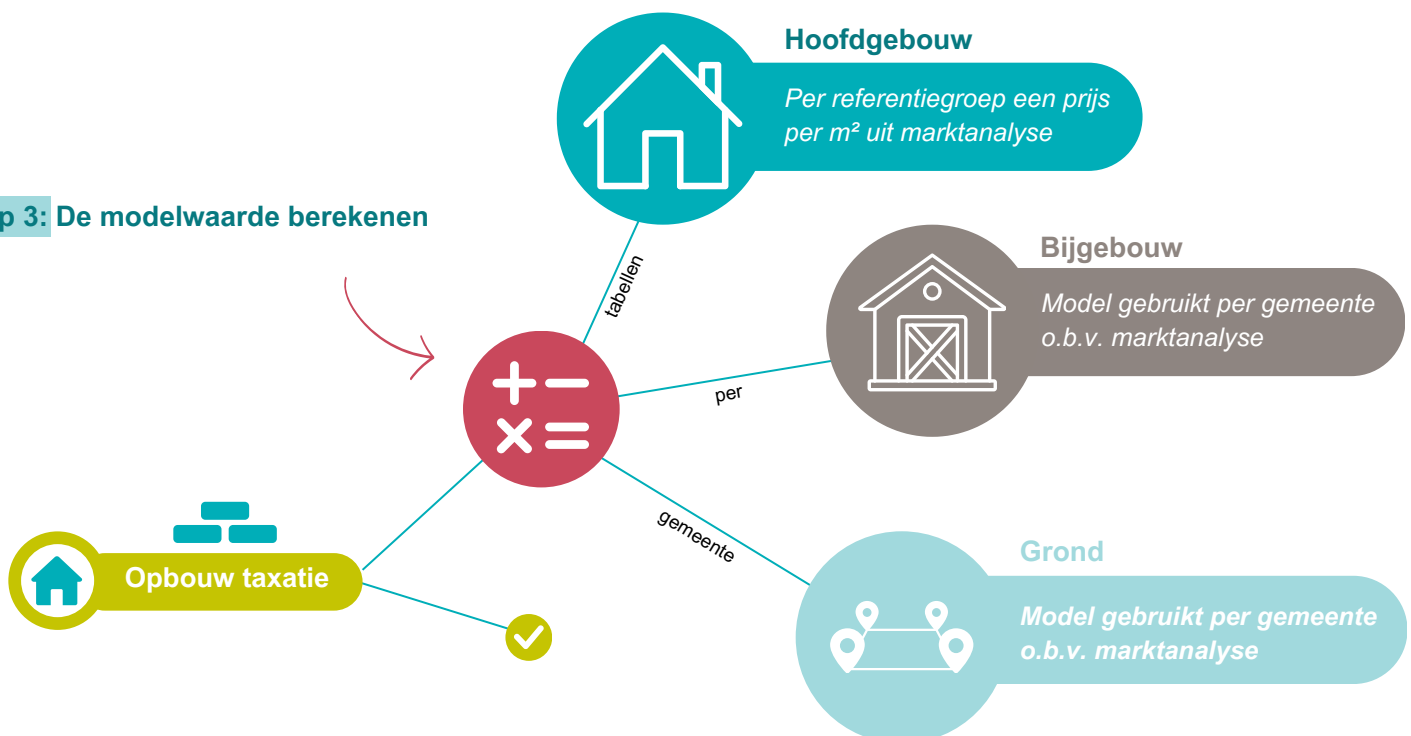 Hoofdgebouw
Per referentiegroep een prijs
per m² uit marktanalyse
p 3: De modelwaarde berekenen
tabellen
Bijgebouw
Model gebruikt per gemeente
o.b.v. marktanalyse
per
gemeente
Grond
Model gebruikt per gemeente
o.b.v. marktanalyse
Opbouw taxatie